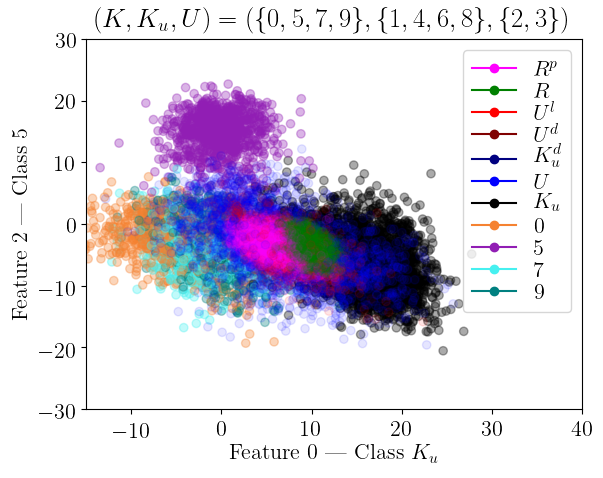 (K, K_u, U) = ({0, 5, 7, 9}, {1, 4, 6, 8}, {2, 3})
30
20
10
0
−10
−20
−30
Feature 2 — Class 5
R^p
R
U^l
U^d
K_u^d
U
K_u
0
5
7
9
−10 0 10 20 30 40
Feature 0 — Class K_u